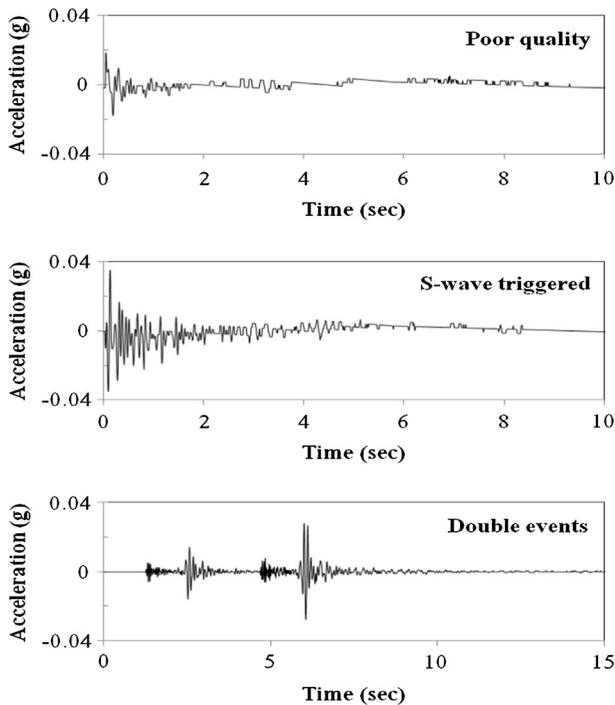 Acceleration (g)
0.04
0
-0.04
Poor quality
0 2 4 6 8 10
Time (sec)
Acceleration (g)
0.04
0
-0.04
S-wave triggered
0 2 4 6 8 10
Time (sec)
Acceleration (g)
0.04
0
-0.04
Double events
0 5 10 15
Time (sec)